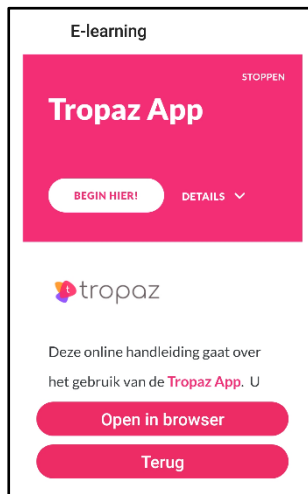 E-learning
STOPPEN
Tropaz App
BEGIN HIER!
DETAILS
t tropaz
Deze online handleiding gaat over
het gebruik van de Tropaz App. U
Open in browser
Terug